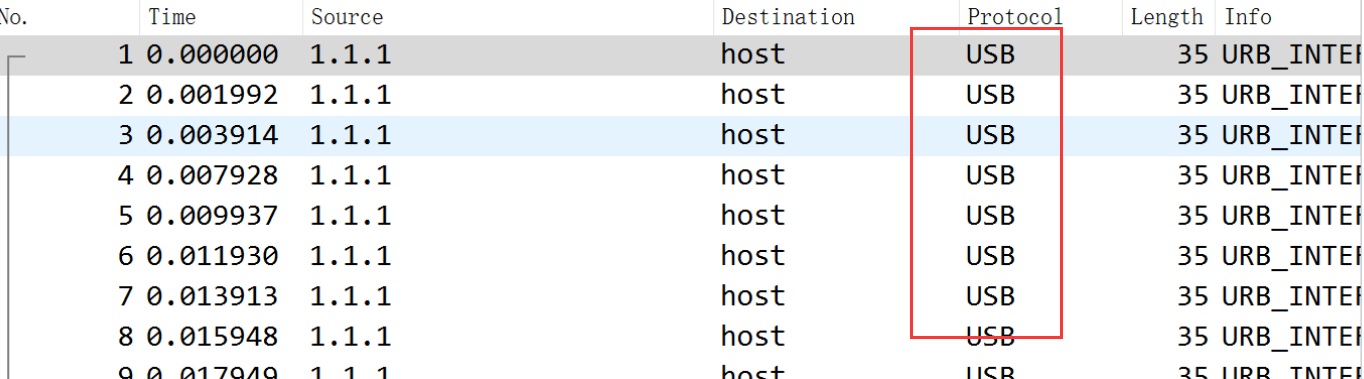 No. Time Source Destination Protocol Length Info
1 0.000000 1.1.1 host USB 35 URB_INTER
2 0.001992 1.1.1 host USB 35 URB_INTER
3 0.003914 1.1.1 host USB 35 URB_INTER
4 0.007928 1.1.1 host USB 35 URB_INTER
5 0.009937 1.1.1 host USB 35 URB_INTER
6 0.011930 1.1.1 host USB 35 URB_INTER
7 0.013913 1.1.1 host USB 35 URB_INTER
8 0.015948 1.1.1 host USB 35 URB_INTER
9 0.017949 1.1.1 host USB 35 URB_INTER